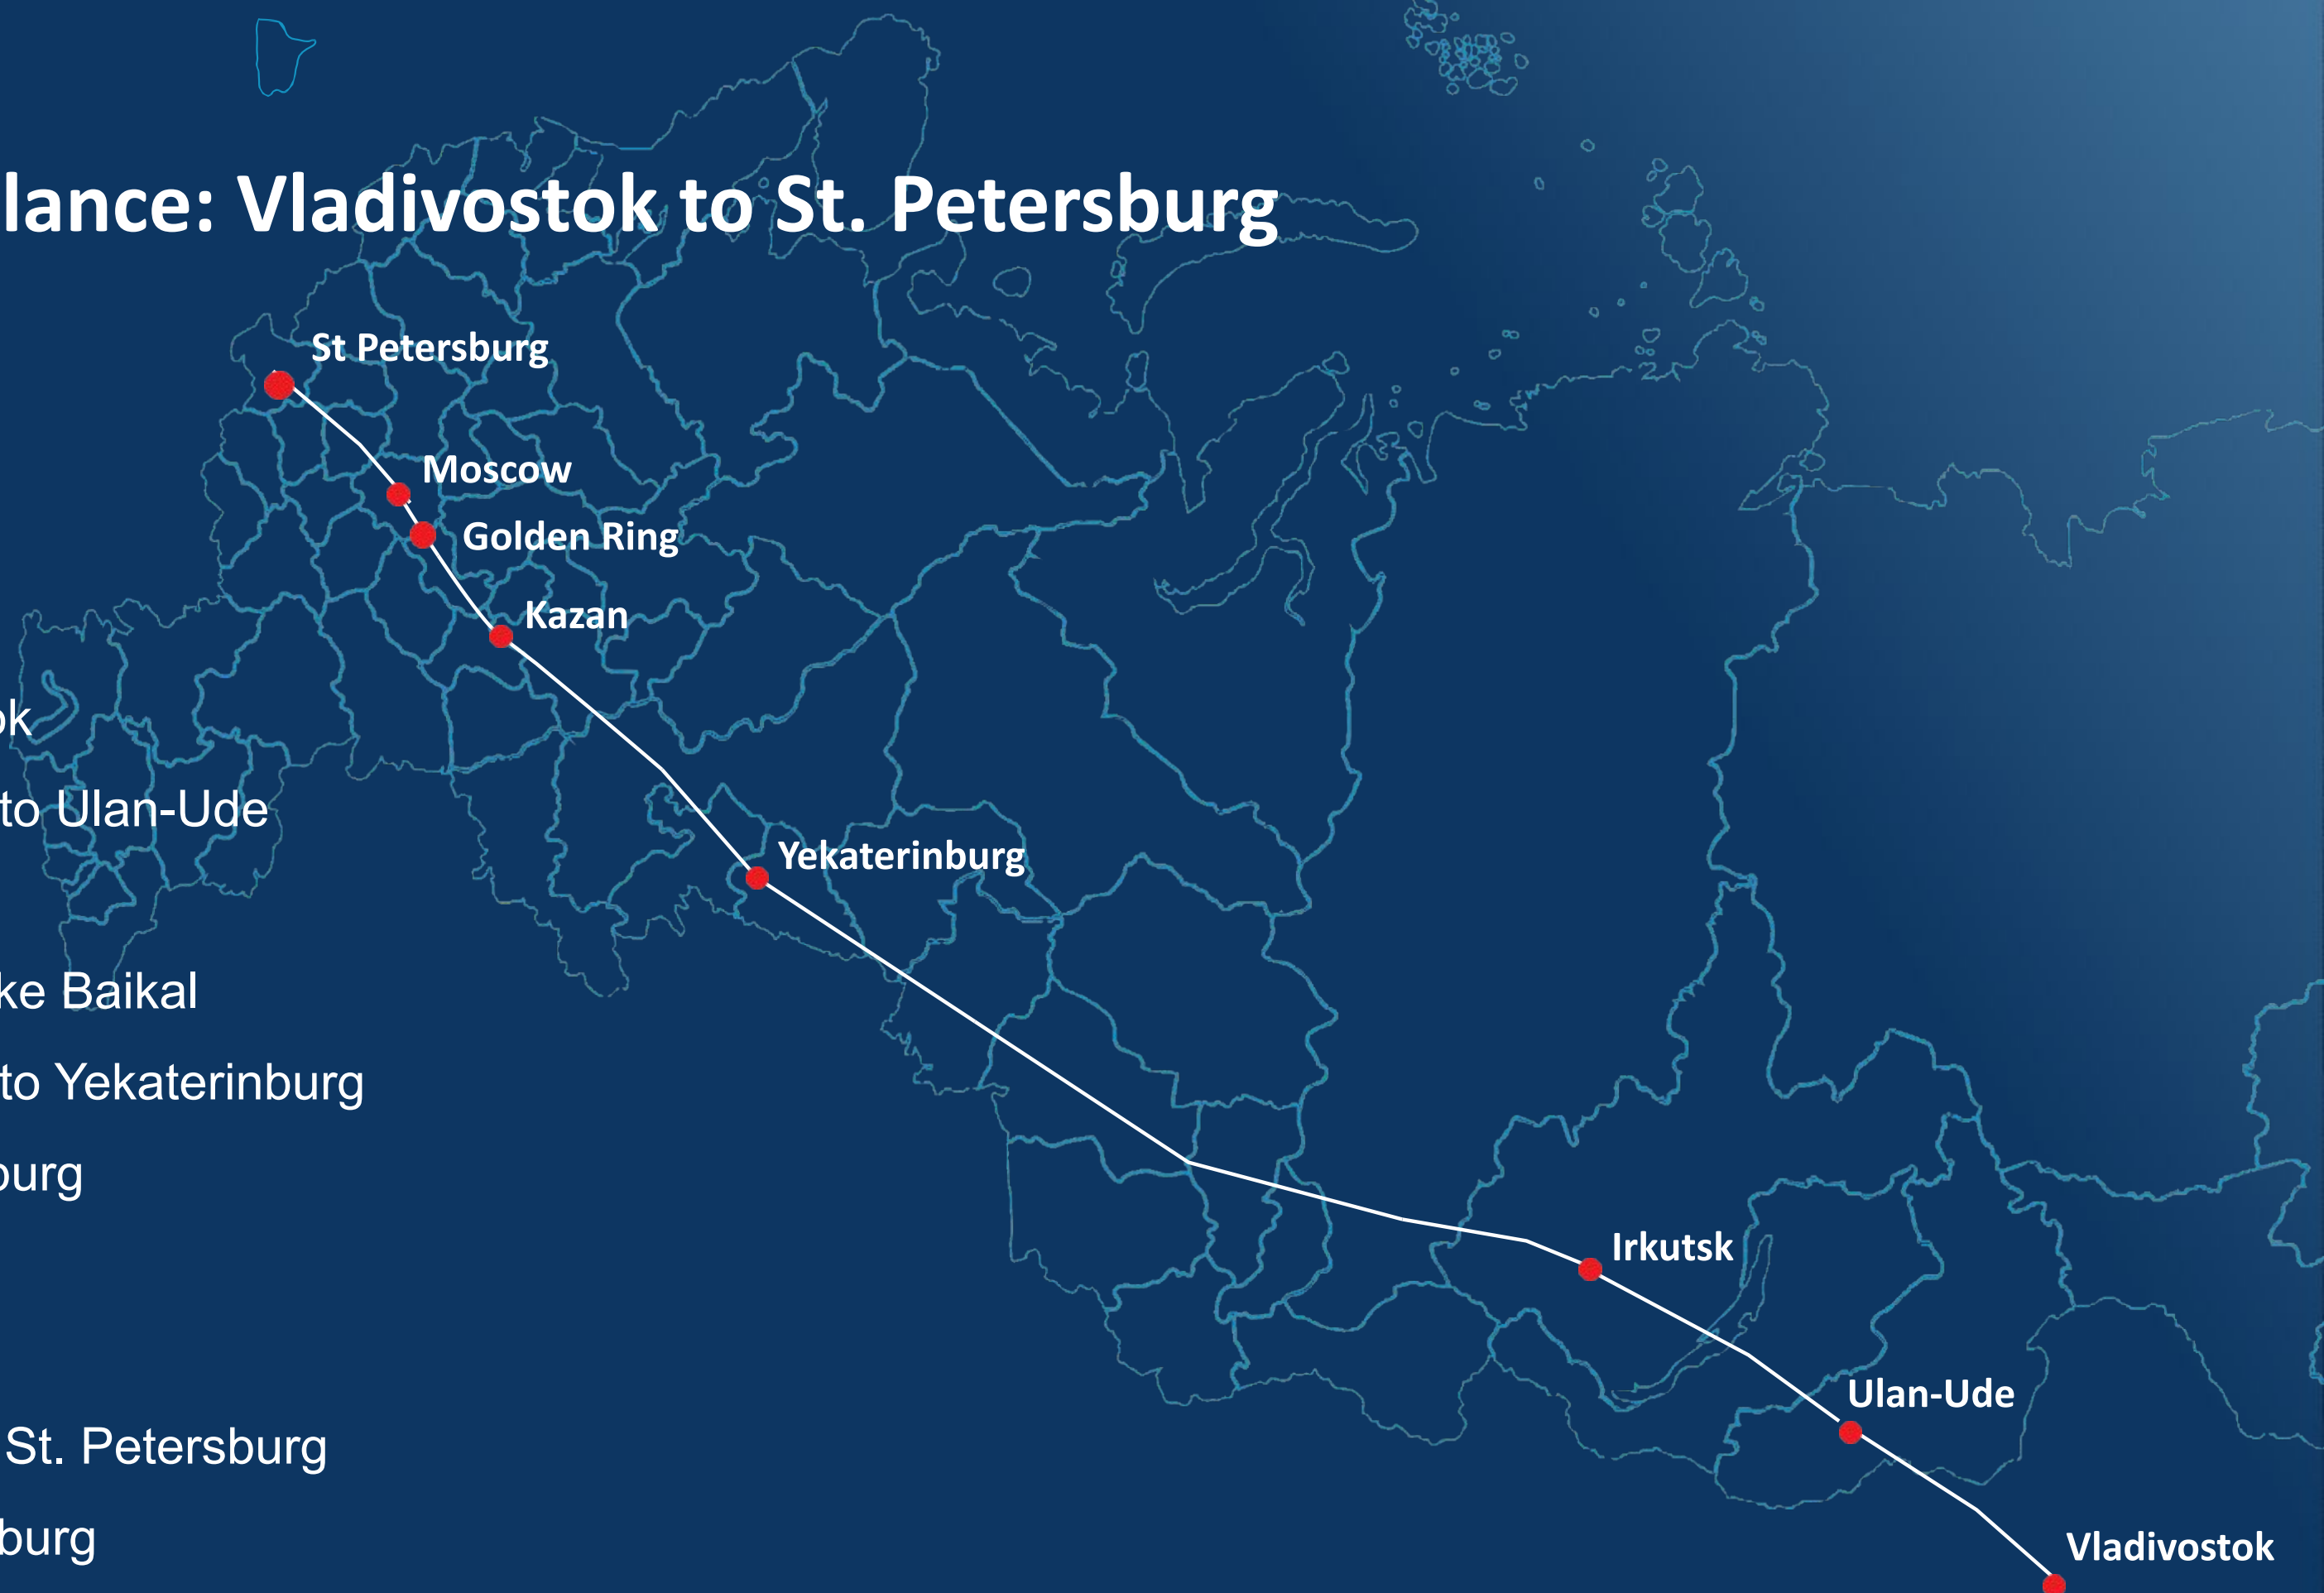 lance: Vladivostok to St. Petersburg
St Petersburg
Moscow
Golden Ring
Kazan
ok
to Ulan-Ude
Yekaterinburg
ke Baikal
to Yekaterinburg
burg
Irkutsk
Ulan-Ude
St. Petersburg
burg
Vladivostok